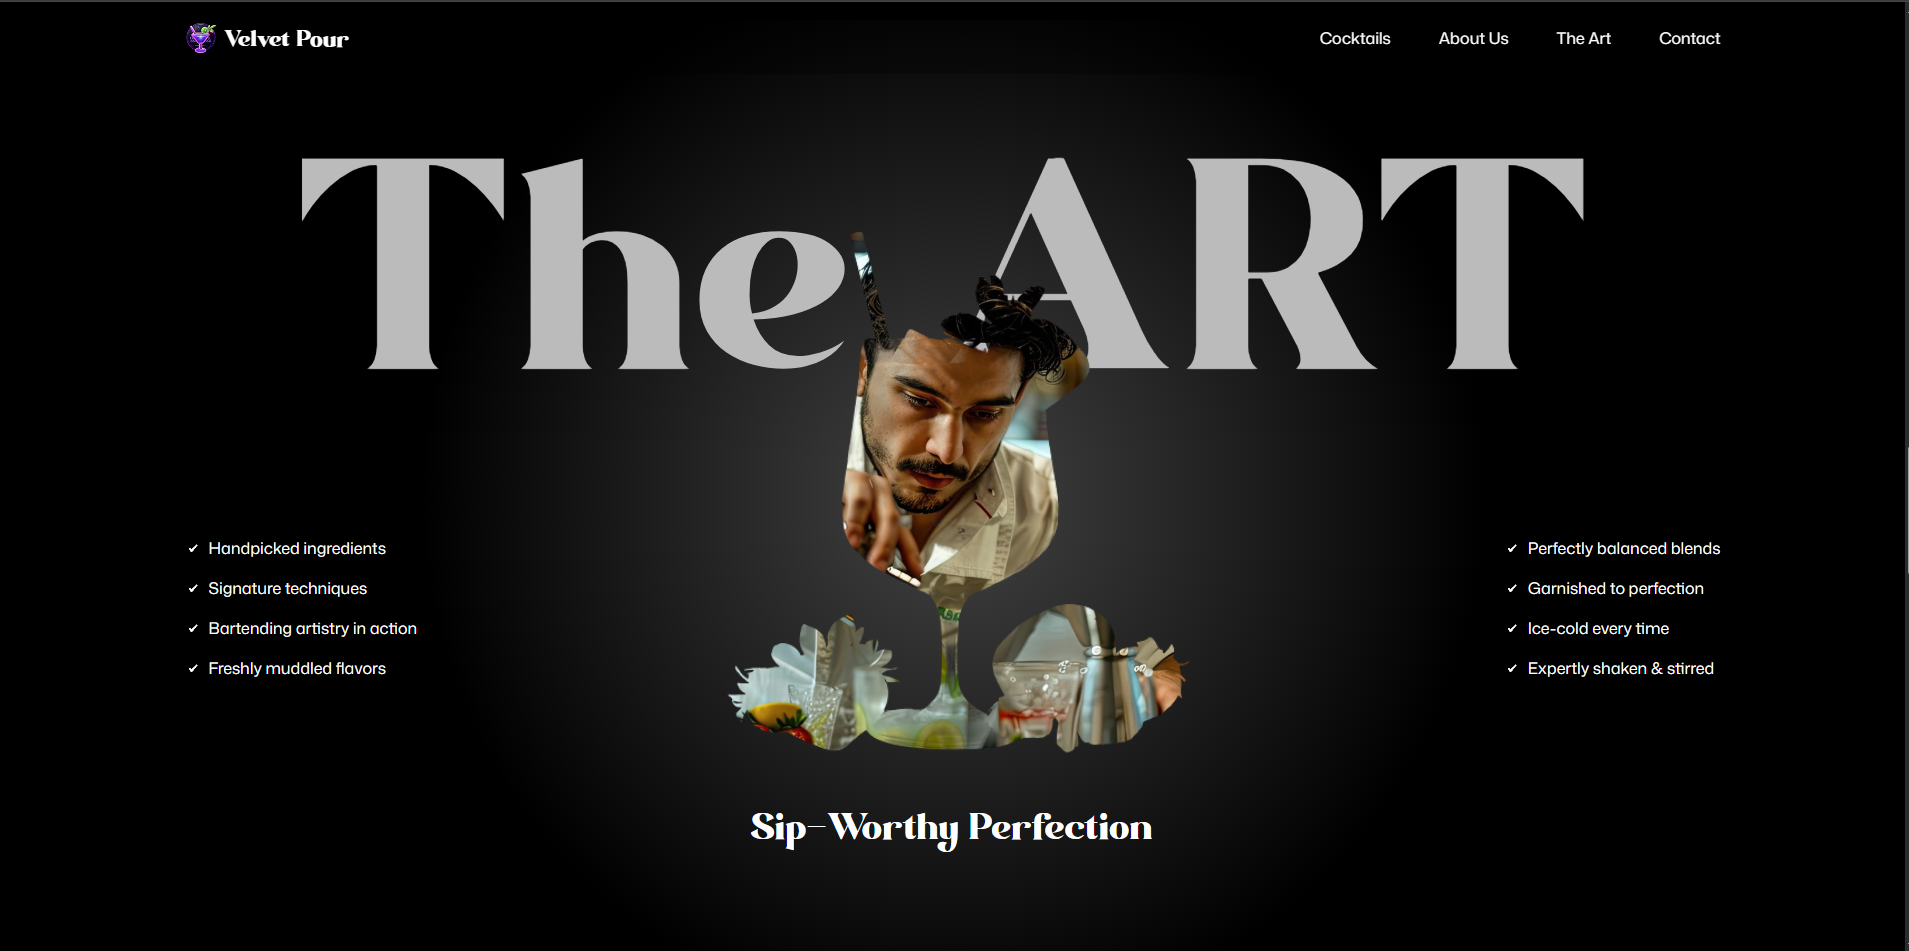 Velvet Pour
Cocktails
About Us
The Art
Contact
The ART
Handpicked ingredients
Signature techniques
Bartending artistry in action
Freshly muddled flavors
Perfectly balanced blends
Garnished to perfection
Ice-cold every time
Expertly shaken & stirred
Sip-Worthy Perfection